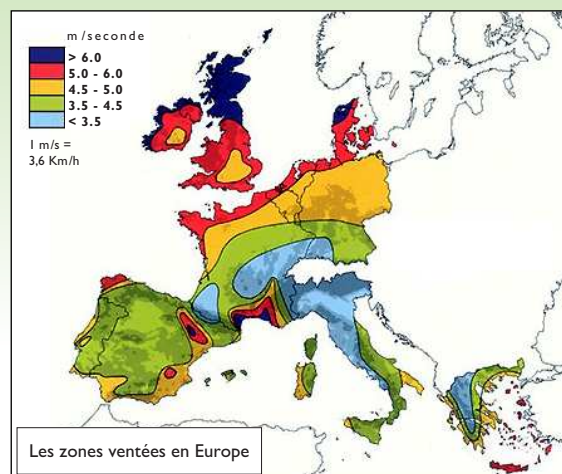 m/seconde
> 6.0
5.0 - 6.0
4.5 - 5.0
3.5 - 4.5
< 3.5
1 m/s =
3,6 Km/h
Les zones ventées en Europe